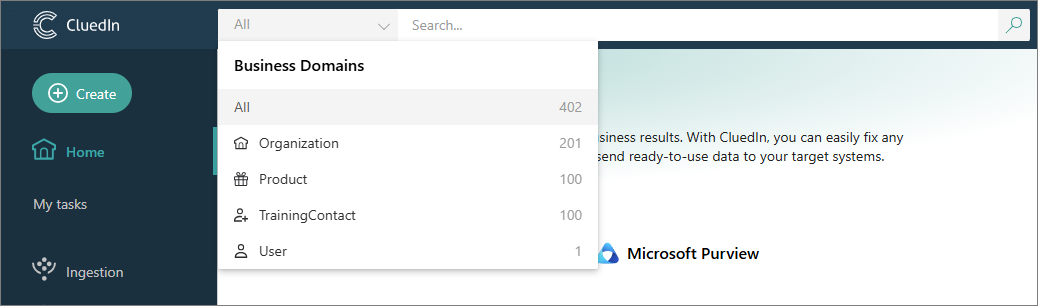 CluedIn
All
Search...
Business Domains
All 402
Create
Organization 201
siness results. With CluedIn, you can easily fix any
Home
send ready-to-use data to your target systems.
Product 100
My tasks
TrainingContact 100
User 1
Microsoft Purview
Ingestion